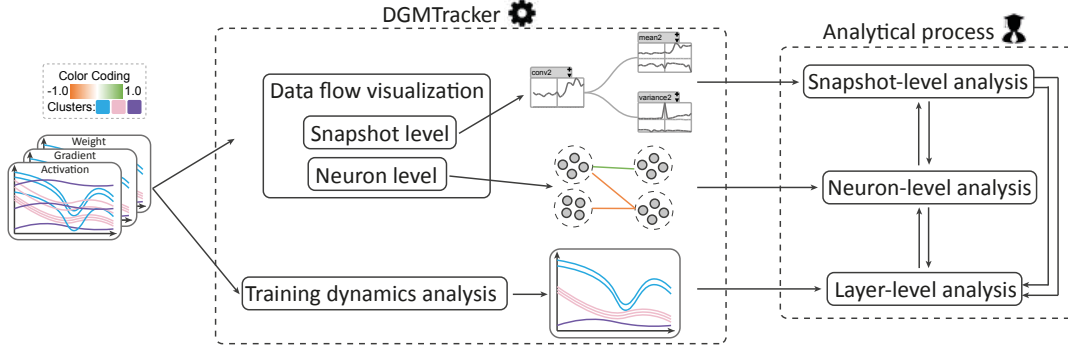 DGMTracker
Analytical process
Color Coding
-1.0 1.0
Clusters:
Weight
Gradient
Activation
Data flow visualization
Snapshot level
Neuron level
conv2
mean2
variance2
Training dynamics analysis
Snapshot-level analysis
Neuron-level analysis
Layer-level analysis